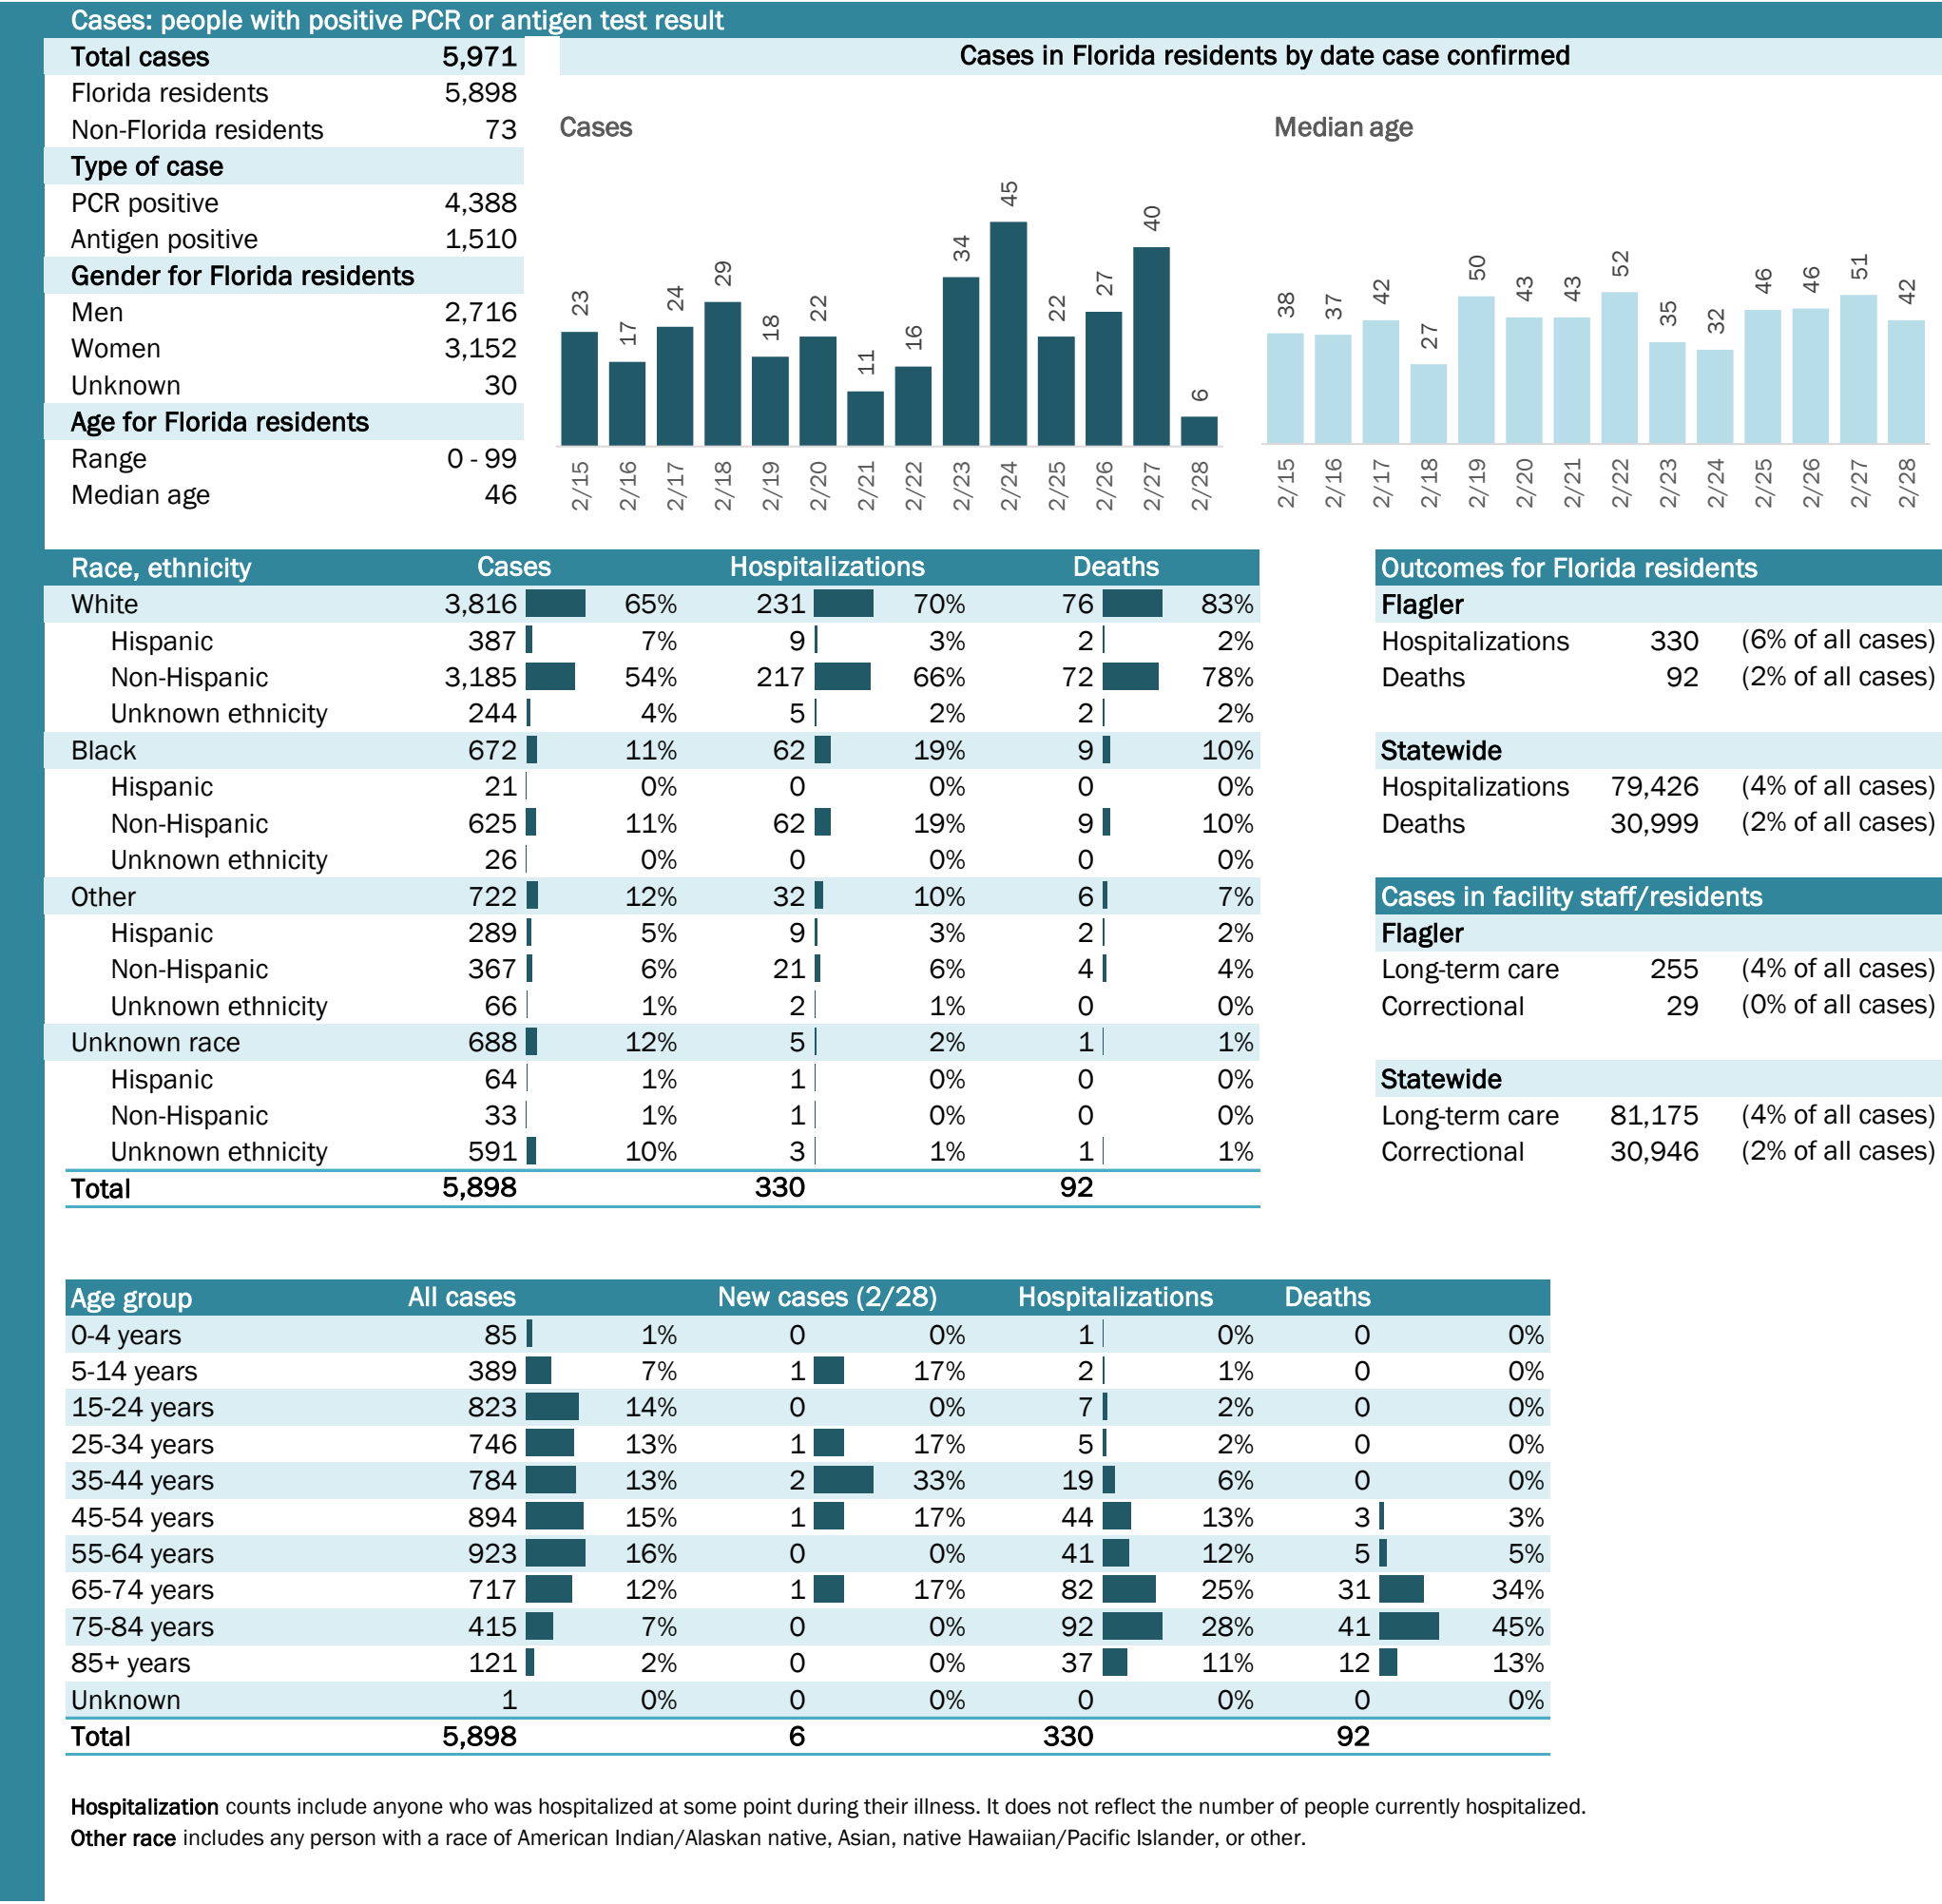 Cases: people with positive PCR or antigen test result
Total cases 5,971
Florida residents 5,898
Non-Florida residents 73
Type of case
PCR positive 4,388
Antigen positive 1,510
Gender for Florida residents
Men 2,716
Women 3,152
Unknown 30
Age for Florida residents
Range 0 - 99
Median age 46
Cases in Florida residents by date case confirmed
Cases
23 17 24 29 18 22 11 16 34 45 22 27 40 6
2/15 2/16 2/17 2/18 2/19 2/20 2/21 2/22 2/23 2/24 2/25 2/26 2/27 2/28
Median age
38 37 42 27 50 43 43 52 35 32 46 46 51 42
2/15 2/16 2/17 2/18 2/19 2/20 2/21 2/22 2/23 2/24 2/25 2/26 2/27 2/28
Race, ethnicity Cases Hospitalizations Deaths
White 3,816 65% 231 70% 76 83%
Hispanic 387 7% 9 3% 2 2%
Non-Hispanic 3,185 54% 217 66% 72 78%
Unknown ethnicity 244 4% 5 2% 2 2%
Black 672 11% 62 19% 9 10%
Hispanic 21 0% 0 0% 0 0%
Non-Hispanic 625 11% 62 19% 9 10%
Unknown ethnicity 26 0% 0 0% 0 0%
Other 722 12% 32 10% 6 7%
Hispanic 289 5% 9 3% 2 2%
Non-Hispanic 367 6% 21 6% 4 4%
Unknown ethnicity 66 1% 2 1% 0 0%
Unknown race 688 12% 5 2% 1 1%
Hispanic 64 1% 1 0% 0 0%
Non-Hispanic 33 1% 1 0% 0 0%
Unknown ethnicity 591 10% 3 1% 1 1%
Total 5,898 330 92
Outcomes for Florida residents
Flagler
Hospitalizations 330 (6% of all cases)
Deaths 92 (2% of all cases)
Statewide
Hospitalizations 79,426 (4% of all cases)
Deaths 30,999 (2% of all cases)
Cases in facility staff/residents
Flagler
Long-term care 255 (4% of all cases)
Correctional 29 (0% of all cases)
Statewide
Long-term care 81,175 (4% of all cases)
Correctional 30,946 (2% of all cases)
Age group All cases New cases (2/28) Hospitalizations Deaths
0-4 years 85 1% 0 0% 1 0% 0 0%
5-14 years 389 7% 1 17% 2 1% 0 0%
15-24 years 823 14% 0 0% 7 2% 0 0%
25-34 years 746 13% 1 17% 5 2% 0 0%
35-44 years 784 13% 2 33% 19 6% 0 0%
45-54 years 894 15% 1 17% 44 13% 3 3%
55-64 years 923 16% 0 0% 41 12% 5 5%
65-74 years 717 12% 1 17% 82 25% 31 34%
75-84 years 415 7% 0 0% 92 28% 41 45%
85+ years 121 2% 0 0% 37 11% 12 13%
Unknown 1 0% 0 0% 0 0% 0 0%
Total 5,898 6 330 92
Hospitalization counts include anyone who was hospitalized at some point during their illness. It does not reflect the number of people currently hospitalized.
Other race includes any person with a race of American Indian/Alaskan native, Asian, native Hawaiian/Pacific Islander, or other.